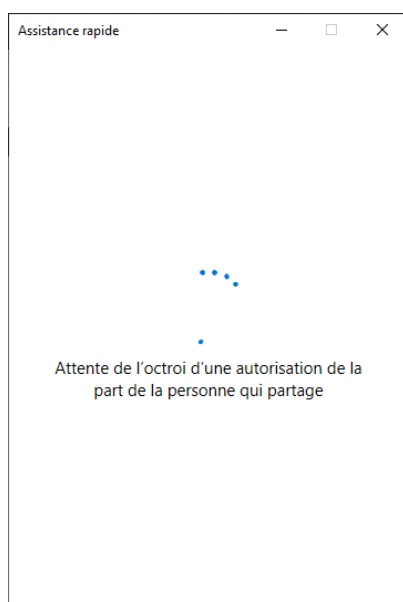 Assistance rapide
Attente de l’octroi d’une autorisation de la
part de la personne qui partage